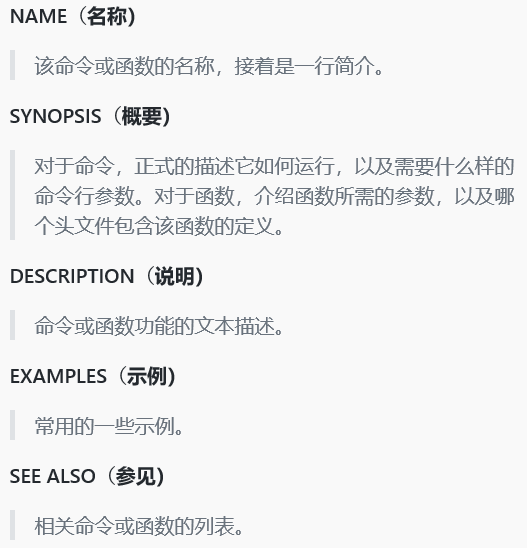 NAME（名称）
该命令或函数的名称，接着是一行简介。
SYNOPSIS（概要）
对于命令，正式的描述它如何运行，以及需要什么样的
命令行参数。对于函数，介绍函数所需的参数，以及哪
个头文件包含该函数的定义。
DESCRIPTION（说明）
命令或函数功能的文本描述。
EXAMPLES（示例）
常用的一些示例。
SEE ALSO（参见）
相关命令或函数的列表。